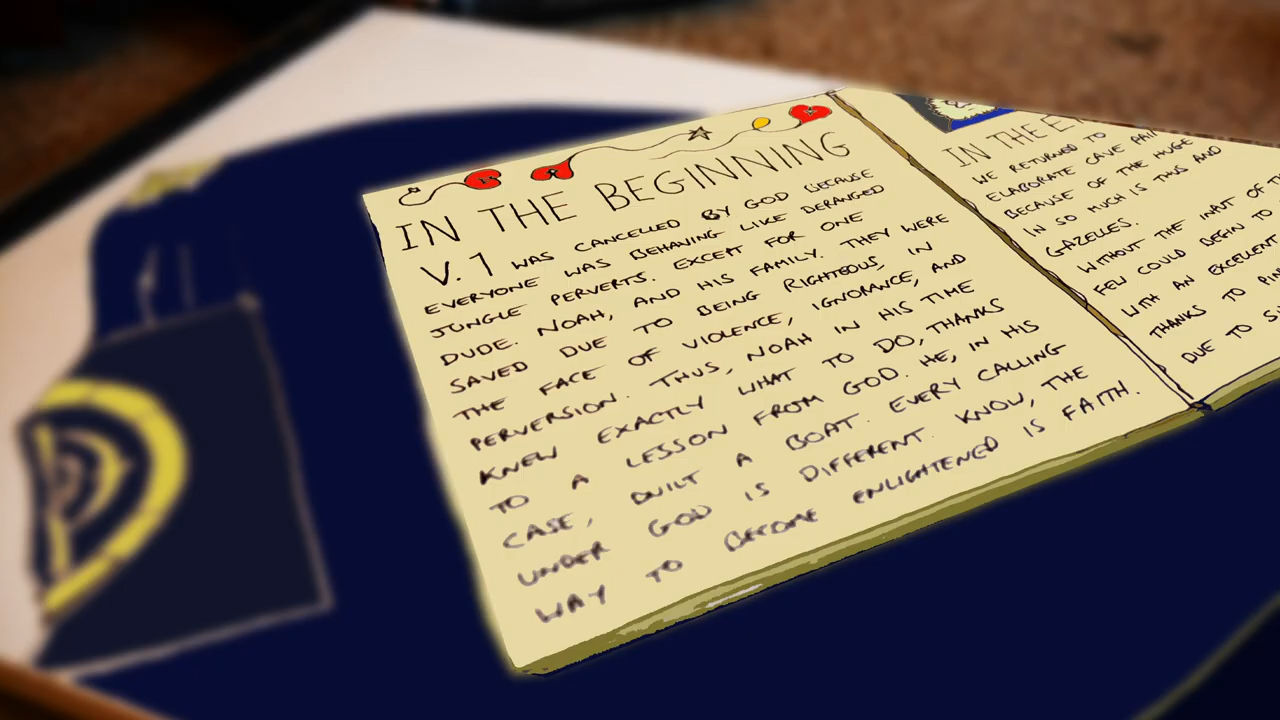 IN THE BEGINNING
V. 1 WAS CANCELLED BY GOD BECAUSE
EVERYONE WAS BEHAVING LIKE DERANGED
JUNGLE PERVERTS. EXCEPT FOR ONE
DUDE. NOAH, AND HIS FAMILY. THEY WERE
SAVED DUE TO BEING RIGHTEOUS, IN
THE FACE OF VIOLENCE, IGNORANCE, AND
PERVERSION. THUS, NOAH IN HIS TIME
KNEW EXACTLY WHAT TO DO, THANKS
TO A LESSON FROM GOD. HE, IN HIS
CASE, BUILT A BOAT. EVERY CALLING
UNDER GOD IS DIFFERENT. KNOW, THE
WAY TO BECOME ENLIGHTENED IS FAITH.
IN THE
WE RETURNED TO
ELABORATE CAVE
BECAUSE OF THE HUGE
IN SO MUCH IS THIS AND
GAZELLES.
WITHOUT THE INPUT OF
FEW COULD BEGIN TO
WITH AN EXCELLENT
THANKS TO
DUE TO